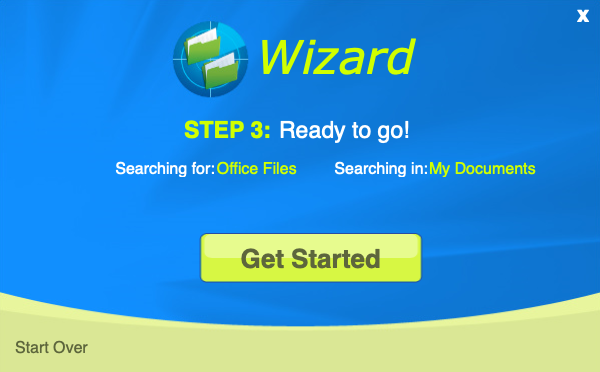 x
Wizard
STEP 3: Ready to go!
Searching for: Office Files Searching in: My Documents
Get Started
Start Over